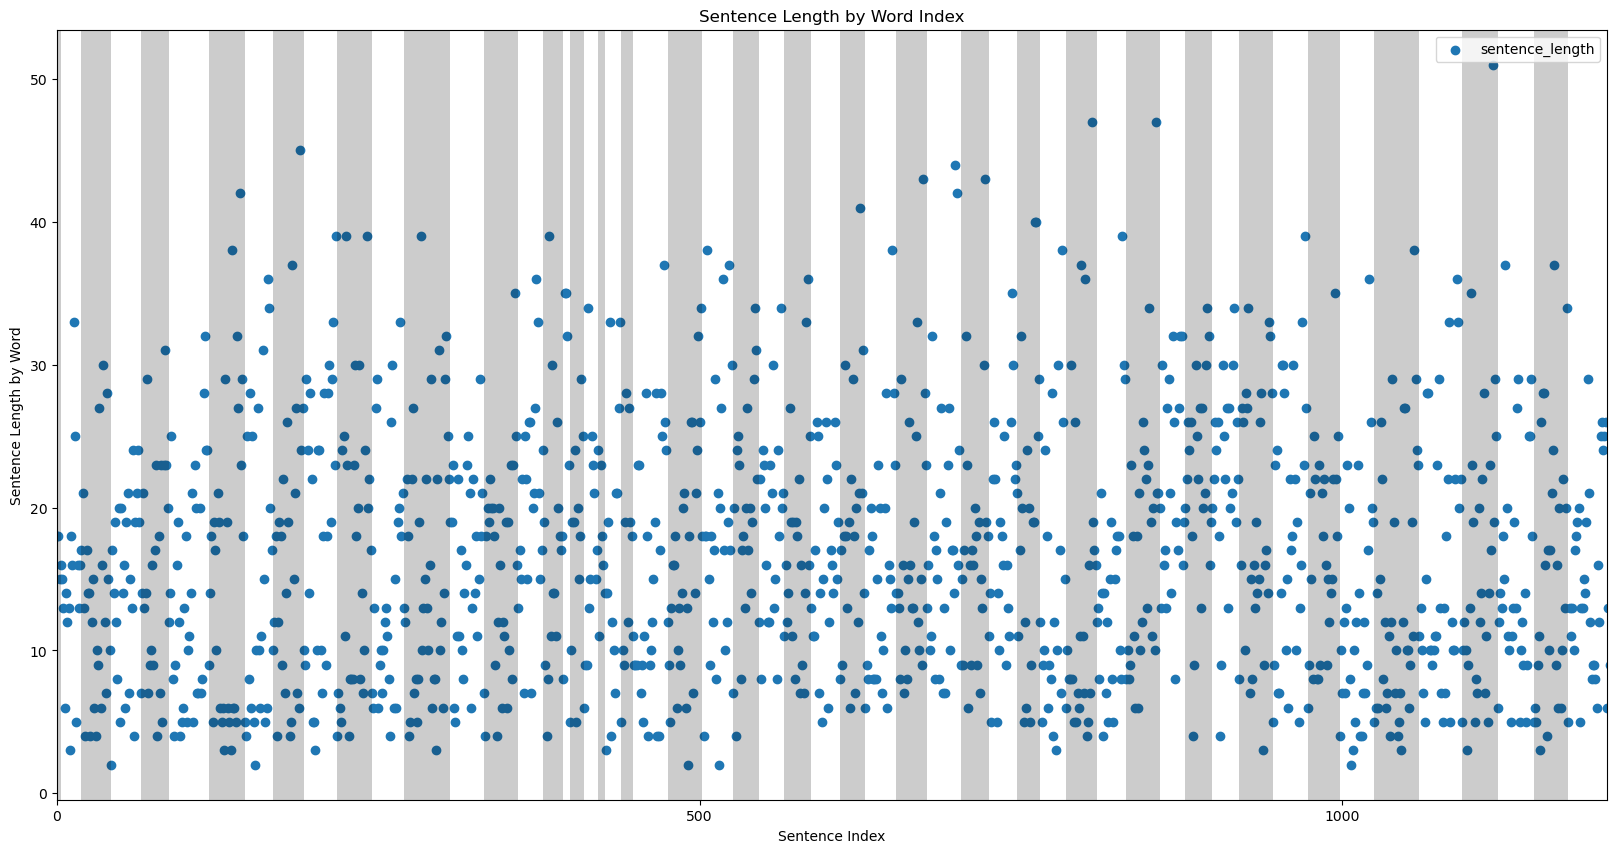 Sentence Length by Word Index
sentence_length
50
40
30
20
10
0
Sentence Length by Word
0
500
1000
Sentence Index